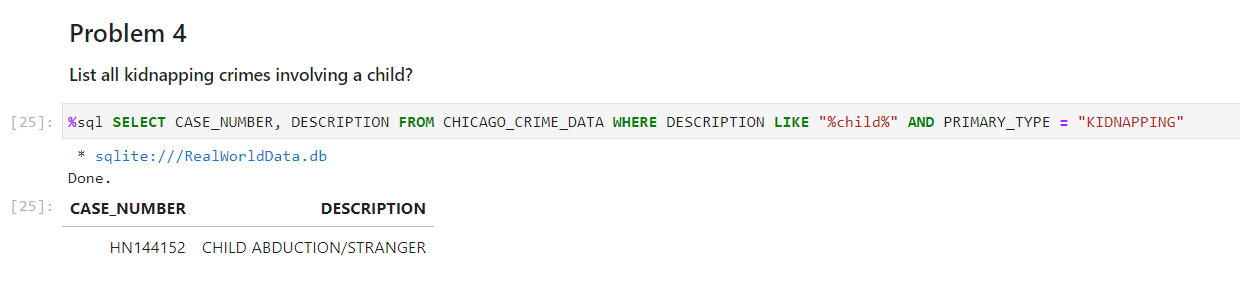 Problem 4
List all kidnapping crimes involving a child?
[25]: %sql SELECT CASE_NUMBER, DESCRIPTION FROM CHICAGO_CRIME_DATA WHERE DESCRIPTION LIKE "%child%" AND PRIMARY_TYPE = "KIDNAPPING"
* sqlite:///RealWorldData.db
Done.
[25]: CASE_NUMBER DESCRIPTION
HN144152 CHILD ABDUCTION/STRANGER